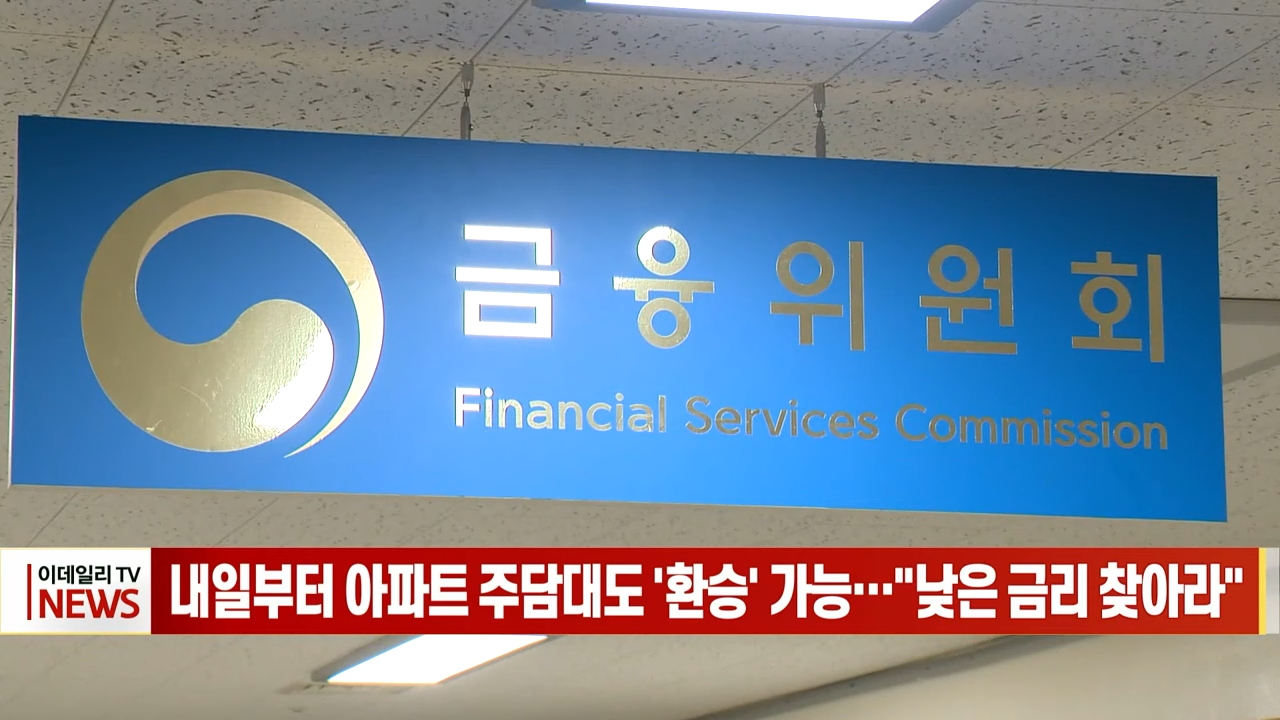 금융위원회
Financial Services Commission
이데일리 TV
NEWS
내일부터 아파트 주담대도 '환승' 가능…"낮은 금리 찾아라"